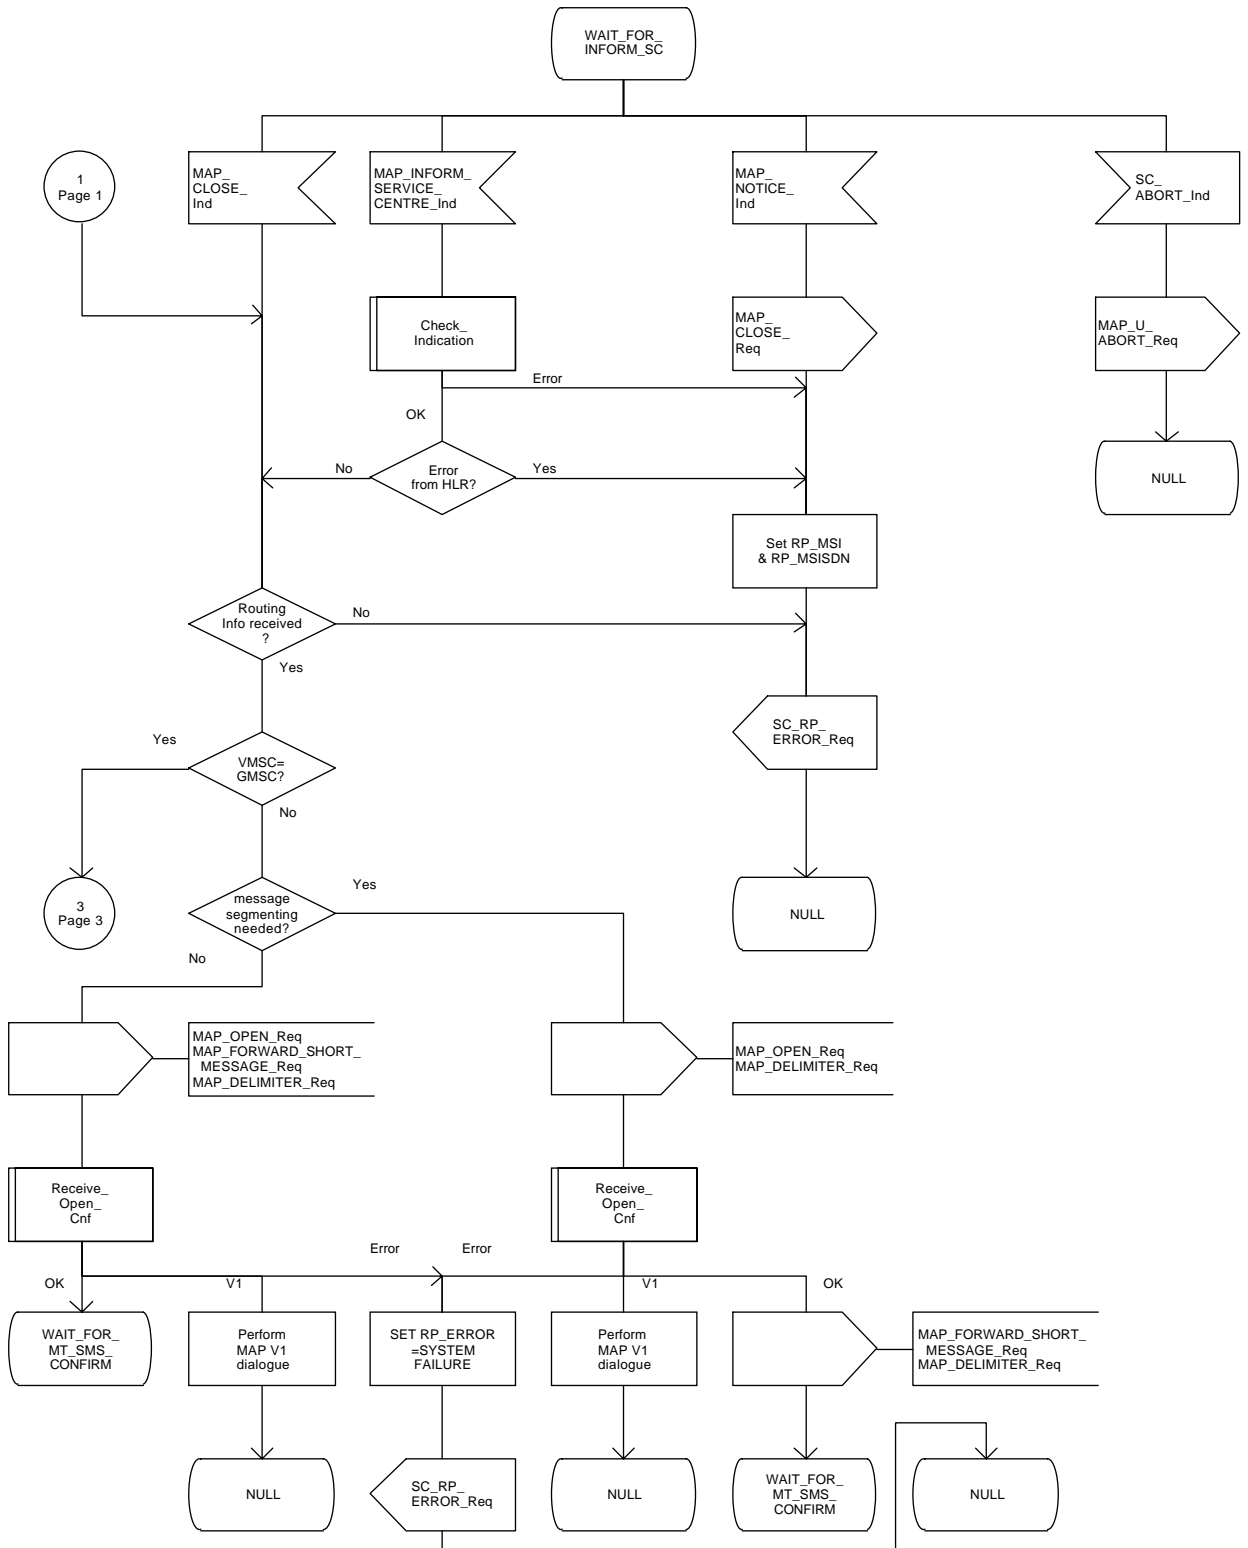 WAIT_FOR_
INFORM_SC
1
Page 1
MAP_
CLOSE_
Ind
MAP_INFORM_
SERVICE_
CENTRE_Ind
MAP_
NOTICE_
Ind
SC_
ABORT_Ind
Check_
Indication
MAP_
CLOSE_
Req
MAP_U_
ABORT_Req
Error
OK
No
Error
from HLR?
Yes
NULL
Set RP_MSI
& RP_MSISDN
Routing
Info received
?
No
Yes
SC_RP_
ERROR_Req
Yes
VMSC=
GMSC?
No
3
Page 3
message
segmenting
needed?
Yes
NULL
No
MAP_OPEN_Req
MAP_FORWARD_SHORT_
MESSAGE_Req
MAP_DELIMITER_Req
MAP_OPEN_Req
MAP_DELIMITER_Req
Receive_
Open_
Cnf
Receive_
Open_
Cnf
Error
Error
OK
V1
V1
OK
WAIT_FOR_
MT_SMS_
CONFIRM
Perform
MAP V1
dialogue
SET RP_ERROR
=SYSTEM
FAILURE
Perform
MAP V1
dialogue
MAP_FORWARD_SHORT_
MESSAGE_Req
MAP_DELIMITER_Req
NULL
SC_RP_
ERROR_Req
NULL
WAIT_FOR_
MT_SMS_
CONFIRM
NULL